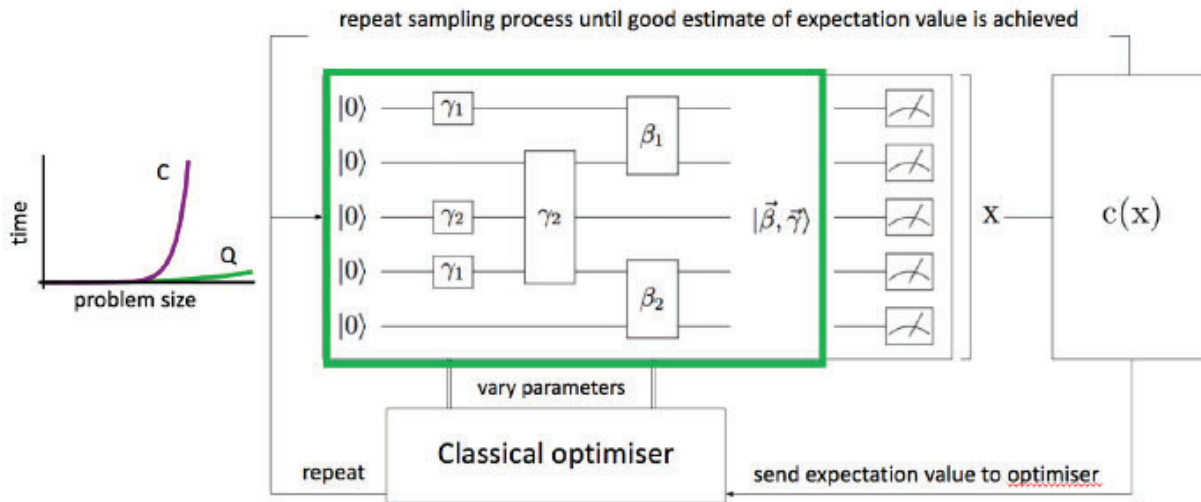 repeat sampling process until good estimate of expectation value is achieved
|0⟩ γ₁ β₁
|0⟩
C
time
|0⟩ γ₂ γ₂ |β⃗, γ⃗⟩ x c(x)
Q
|0⟩ γ₁ β₂
problem size
|0⟩
vary parameters
Classical optimiser
repeat
send expectation value to optimiser